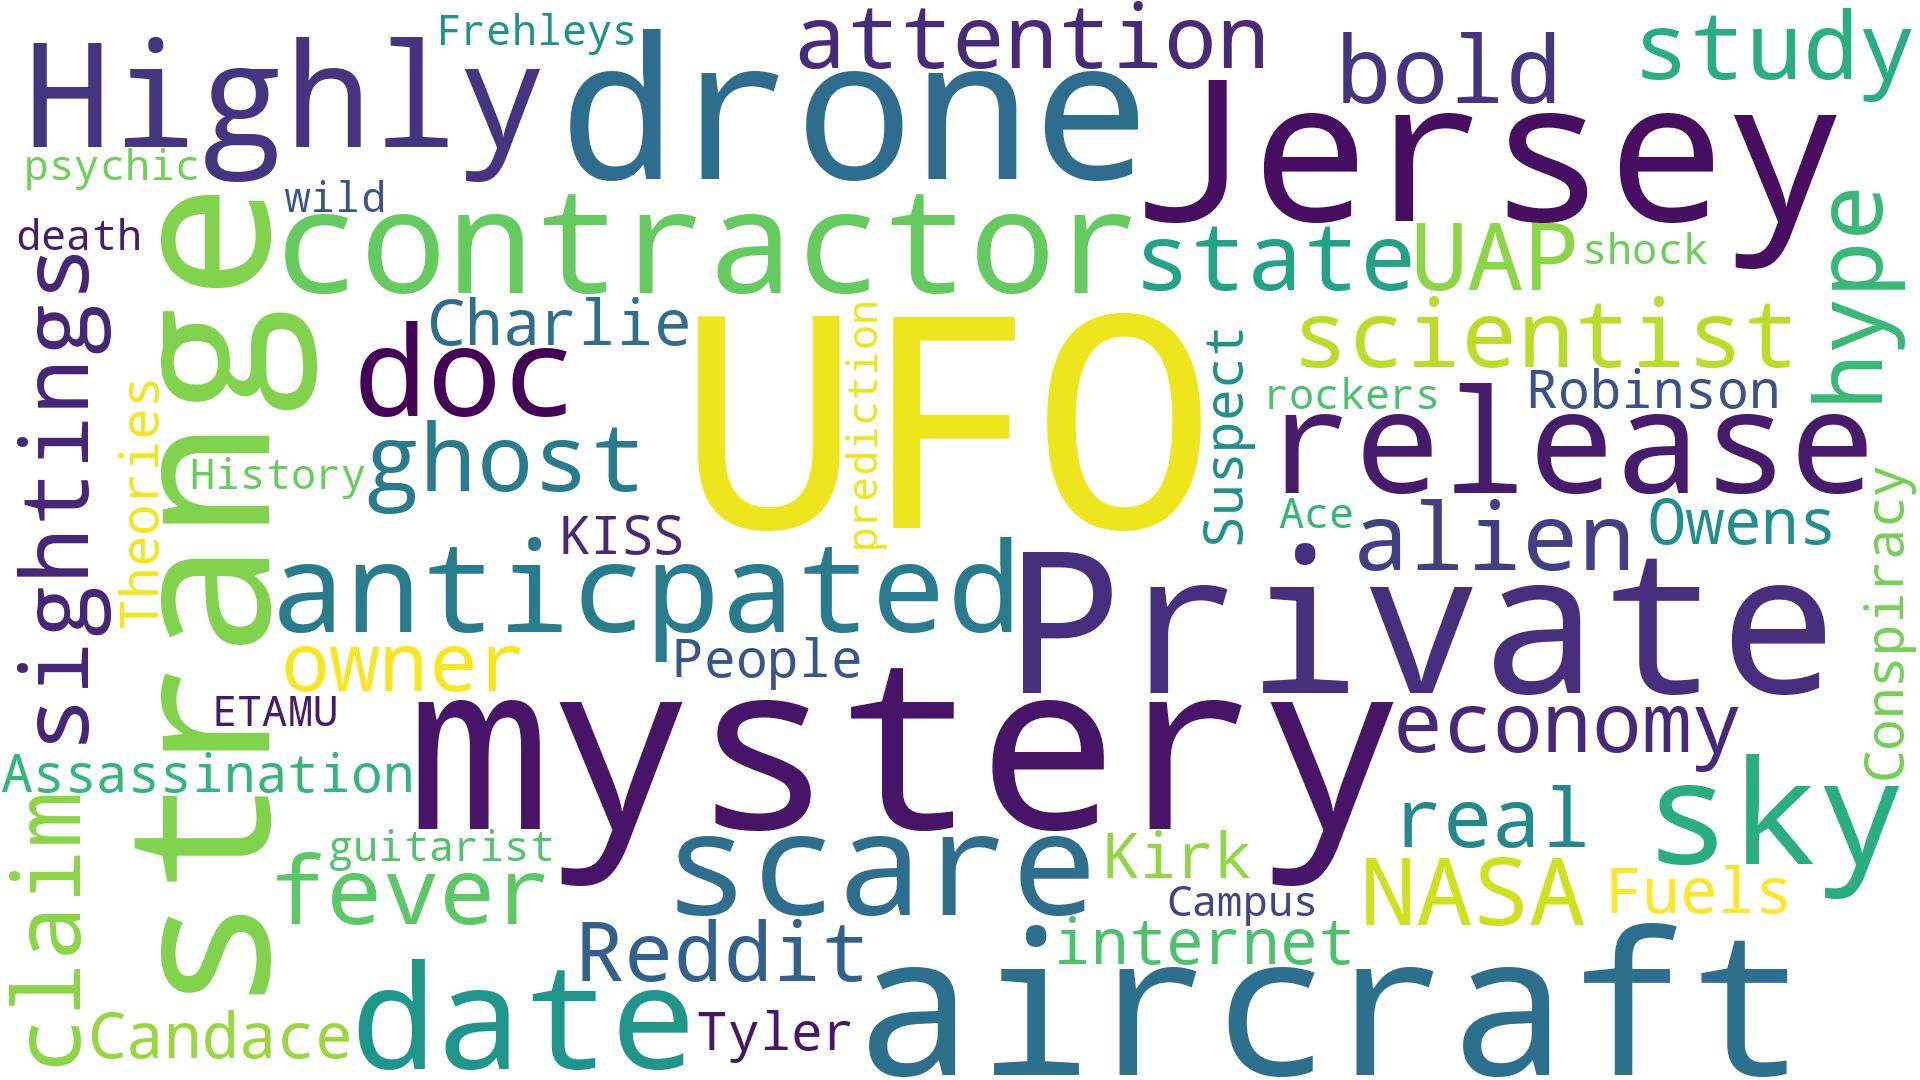 Frehleys
attention
study
Highly
drone
bold
Jersey
psychic
wild
death
contractor
state
UAP
shock
hype
sightings
strange
Charlie
doc
UFO
prediction
Suspect
scientist
rockers
Robinson
release
Theories
History
ghost
KISS
Ace
alien
Owens
Conspiracy
anticpated
Private
owner
People
ETAMU
mystery
economy
Assassination
sky
real
claim
guitarist
fever
scare
Kirk
NASA
Fuels
Campus
Reddit
internet
Candace
date
Tyler
aircraft